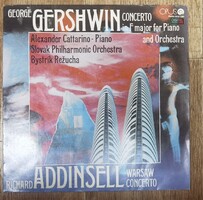 GEORGE
GERSHWIN CONCERTO
F major for Piano
and Orchestra
Alexander Cattarino - Piano
Slovak Philharmonic Orchestra
Bystrík Režucha
RICHARD
ADDINSELL WARSAW
CONCERTO